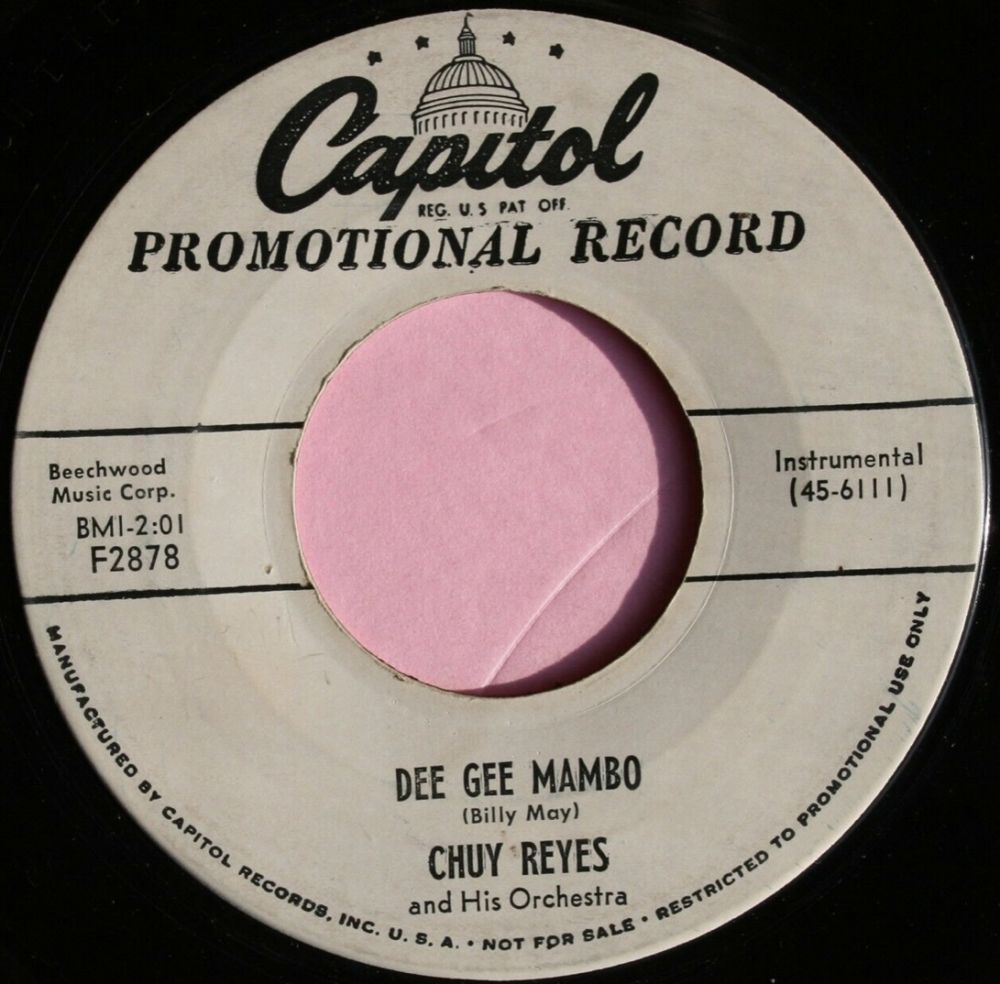 Capitol
REG. U.S PAT OFF.
PROMOTIONAL RECORD
Beechwood
Music Corp.
BMI-2:01
F2878
Instrumental
(45-6111)
DEE GEE MAMBO
(Billy May)
CHUY REYES
and His Orchestra
MANUFACTURED BY CAPITOL RECORDS, INC. U. S. A. • NOT FOR SALE • RESTRICTED TO PROMOTIONAL USE ONLY